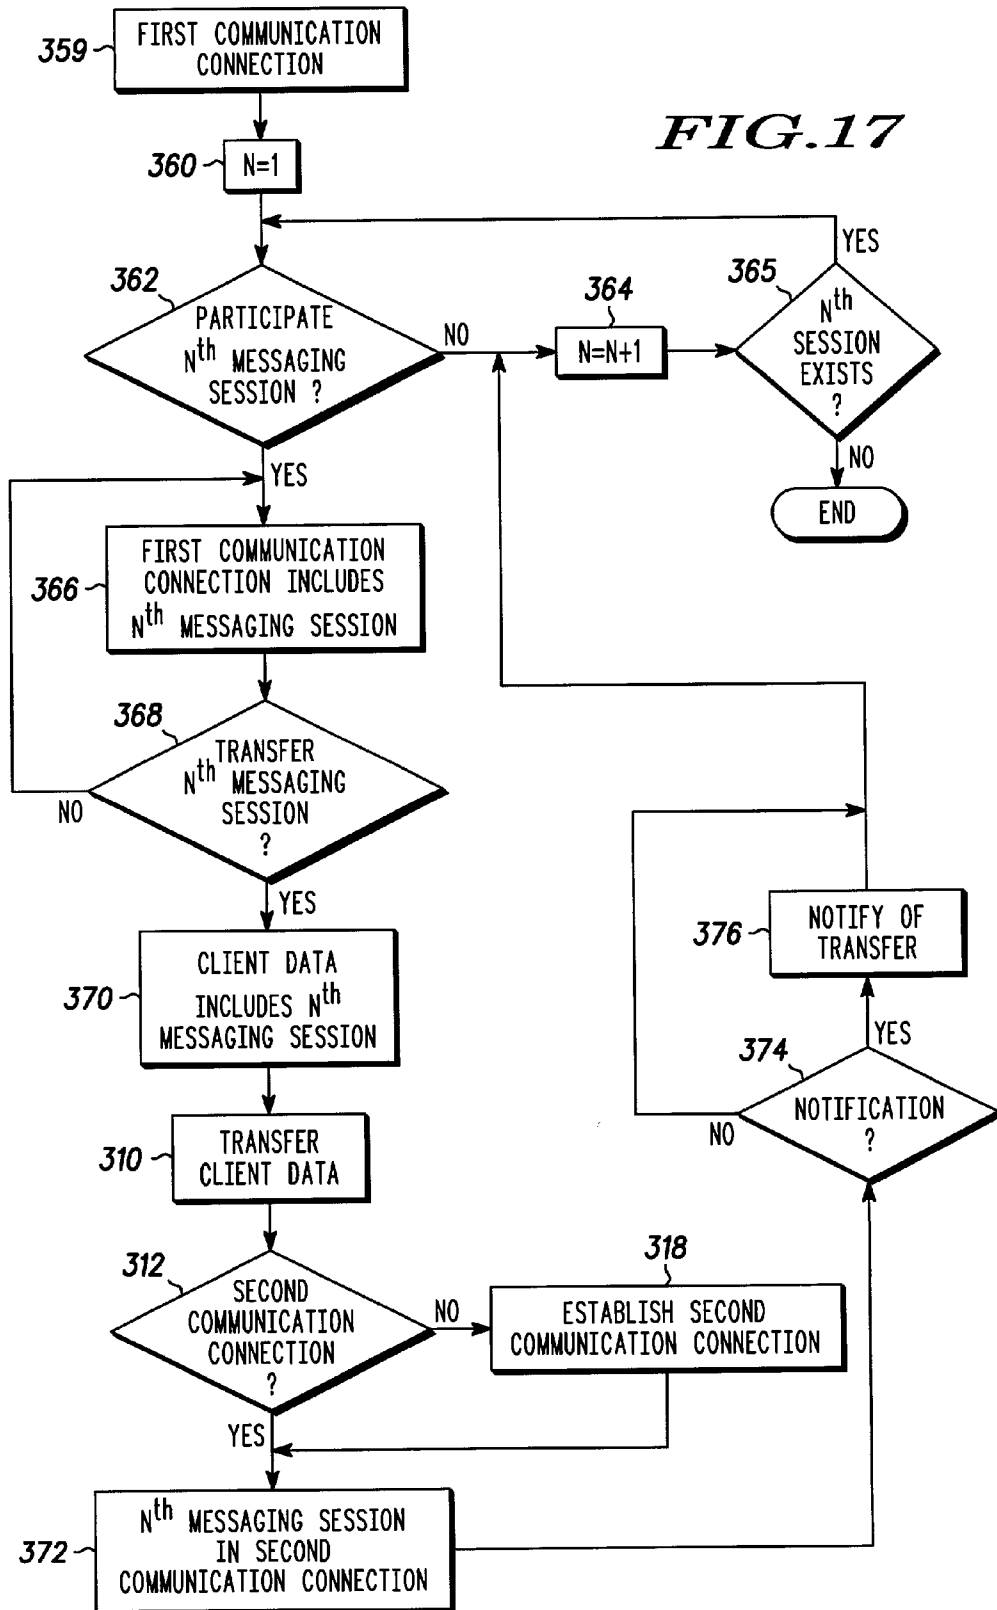 FIG.17
359
FIRST COMMUNICATION
CONNECTION
360
N=1
362
PARTICIPATE
Nth MESSAGING
SESSION ?
NO
YES
364
N=N+1
365
Nth
SESSION
EXISTS
?
YES
NO
END
366
FIRST COMMUNICATION
CONNECTION INCLUDES
Nth MESSAGING SESSION
368
TRANSFER
Nth MESSAGING
SESSION
?
NO
YES
370
CLIENT DATA
INCLUDES Nth
MESSAGING SESSION
310
TRANSFER
CLIENT DATA
312
SECOND
COMMUNICATION
CONNECTION
?
NO
YES
318
ESTABLISH SECOND
COMMUNICATION CONNECTION
372
Nth MESSAGING SESSION
IN SECOND
COMMUNICATION CONNECTION
374
NOTIFICATION
?
NO
YES
376
NOTIFY OF
TRANSFER